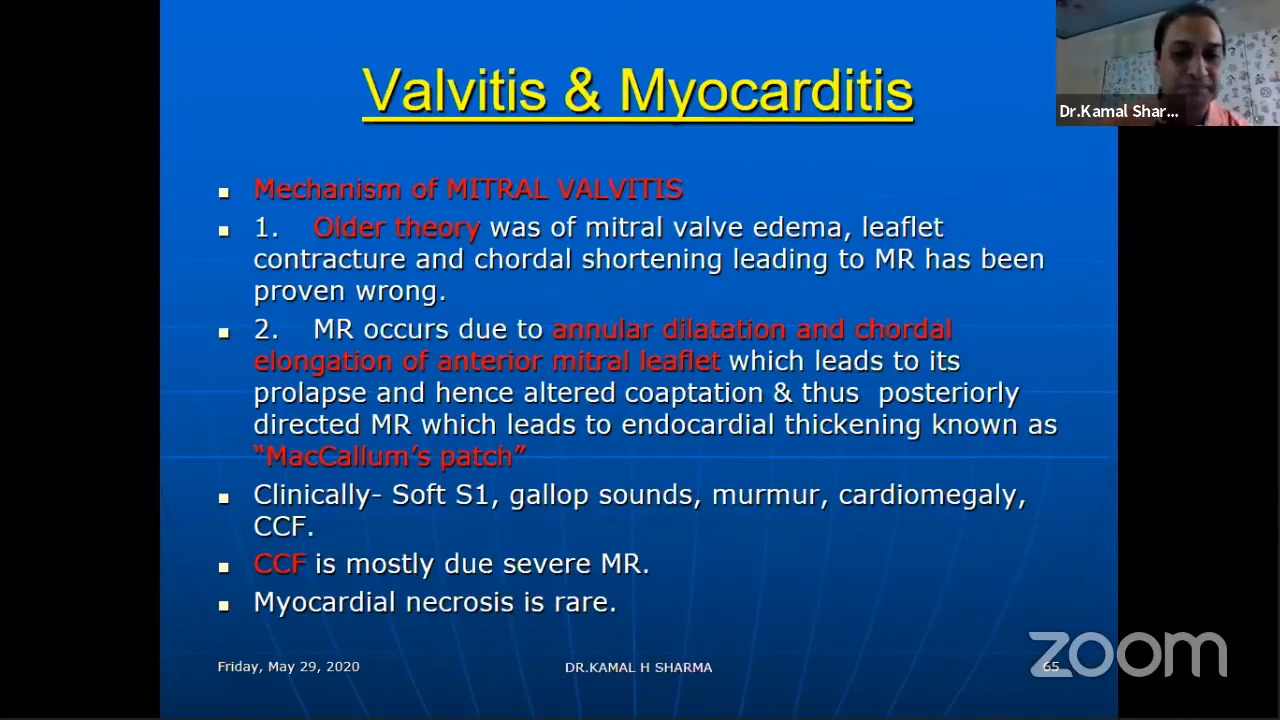 Valvitis & Myocarditis
Dr.Kamal Shar...
Mechanism of MITRAL VALVITIS
1. Older theory was of mitral valve edema, leaflet
contracture and chordal shortening leading to MR has been
proven wrong.
2. MR occurs due to annular dilatation and chordal
elongation of anterior mitral leaflet which leads to its
prolapse and hence altered coaptation & thus posteriorly
directed MR which leads to endocardial thickening known as
“MacCallum’s patch”
Clinically- Soft S1, gallop sounds, murmur, cardiomegaly,
CCF.
CCF is mostly due severe MR.
Myocardial necrosis is rare.
Friday, May 29, 2020
DR.KAMAL H SHARMA
65
zoom